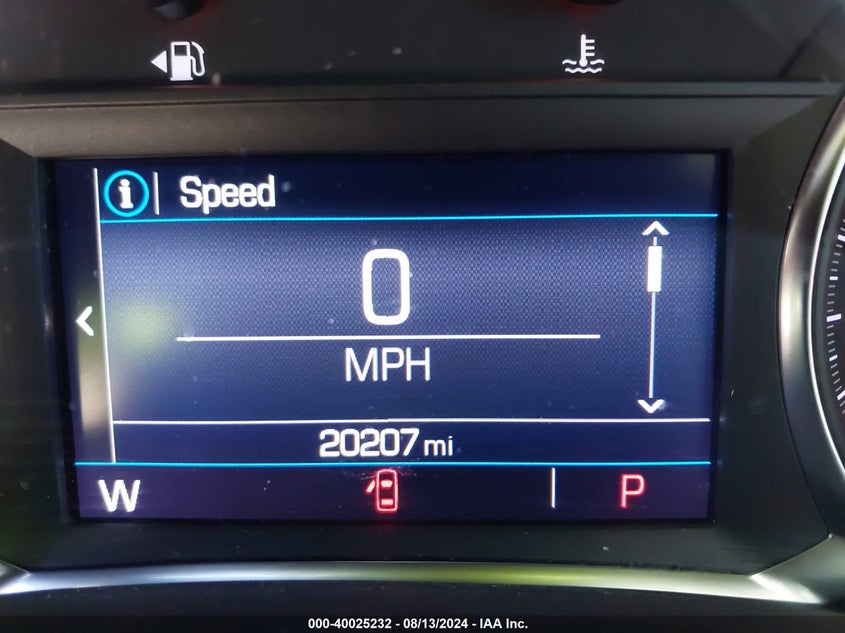 i Speed
0
MPH
20207 mi
W P
000-40025232 - 08/13/2024 - IAA Inc.